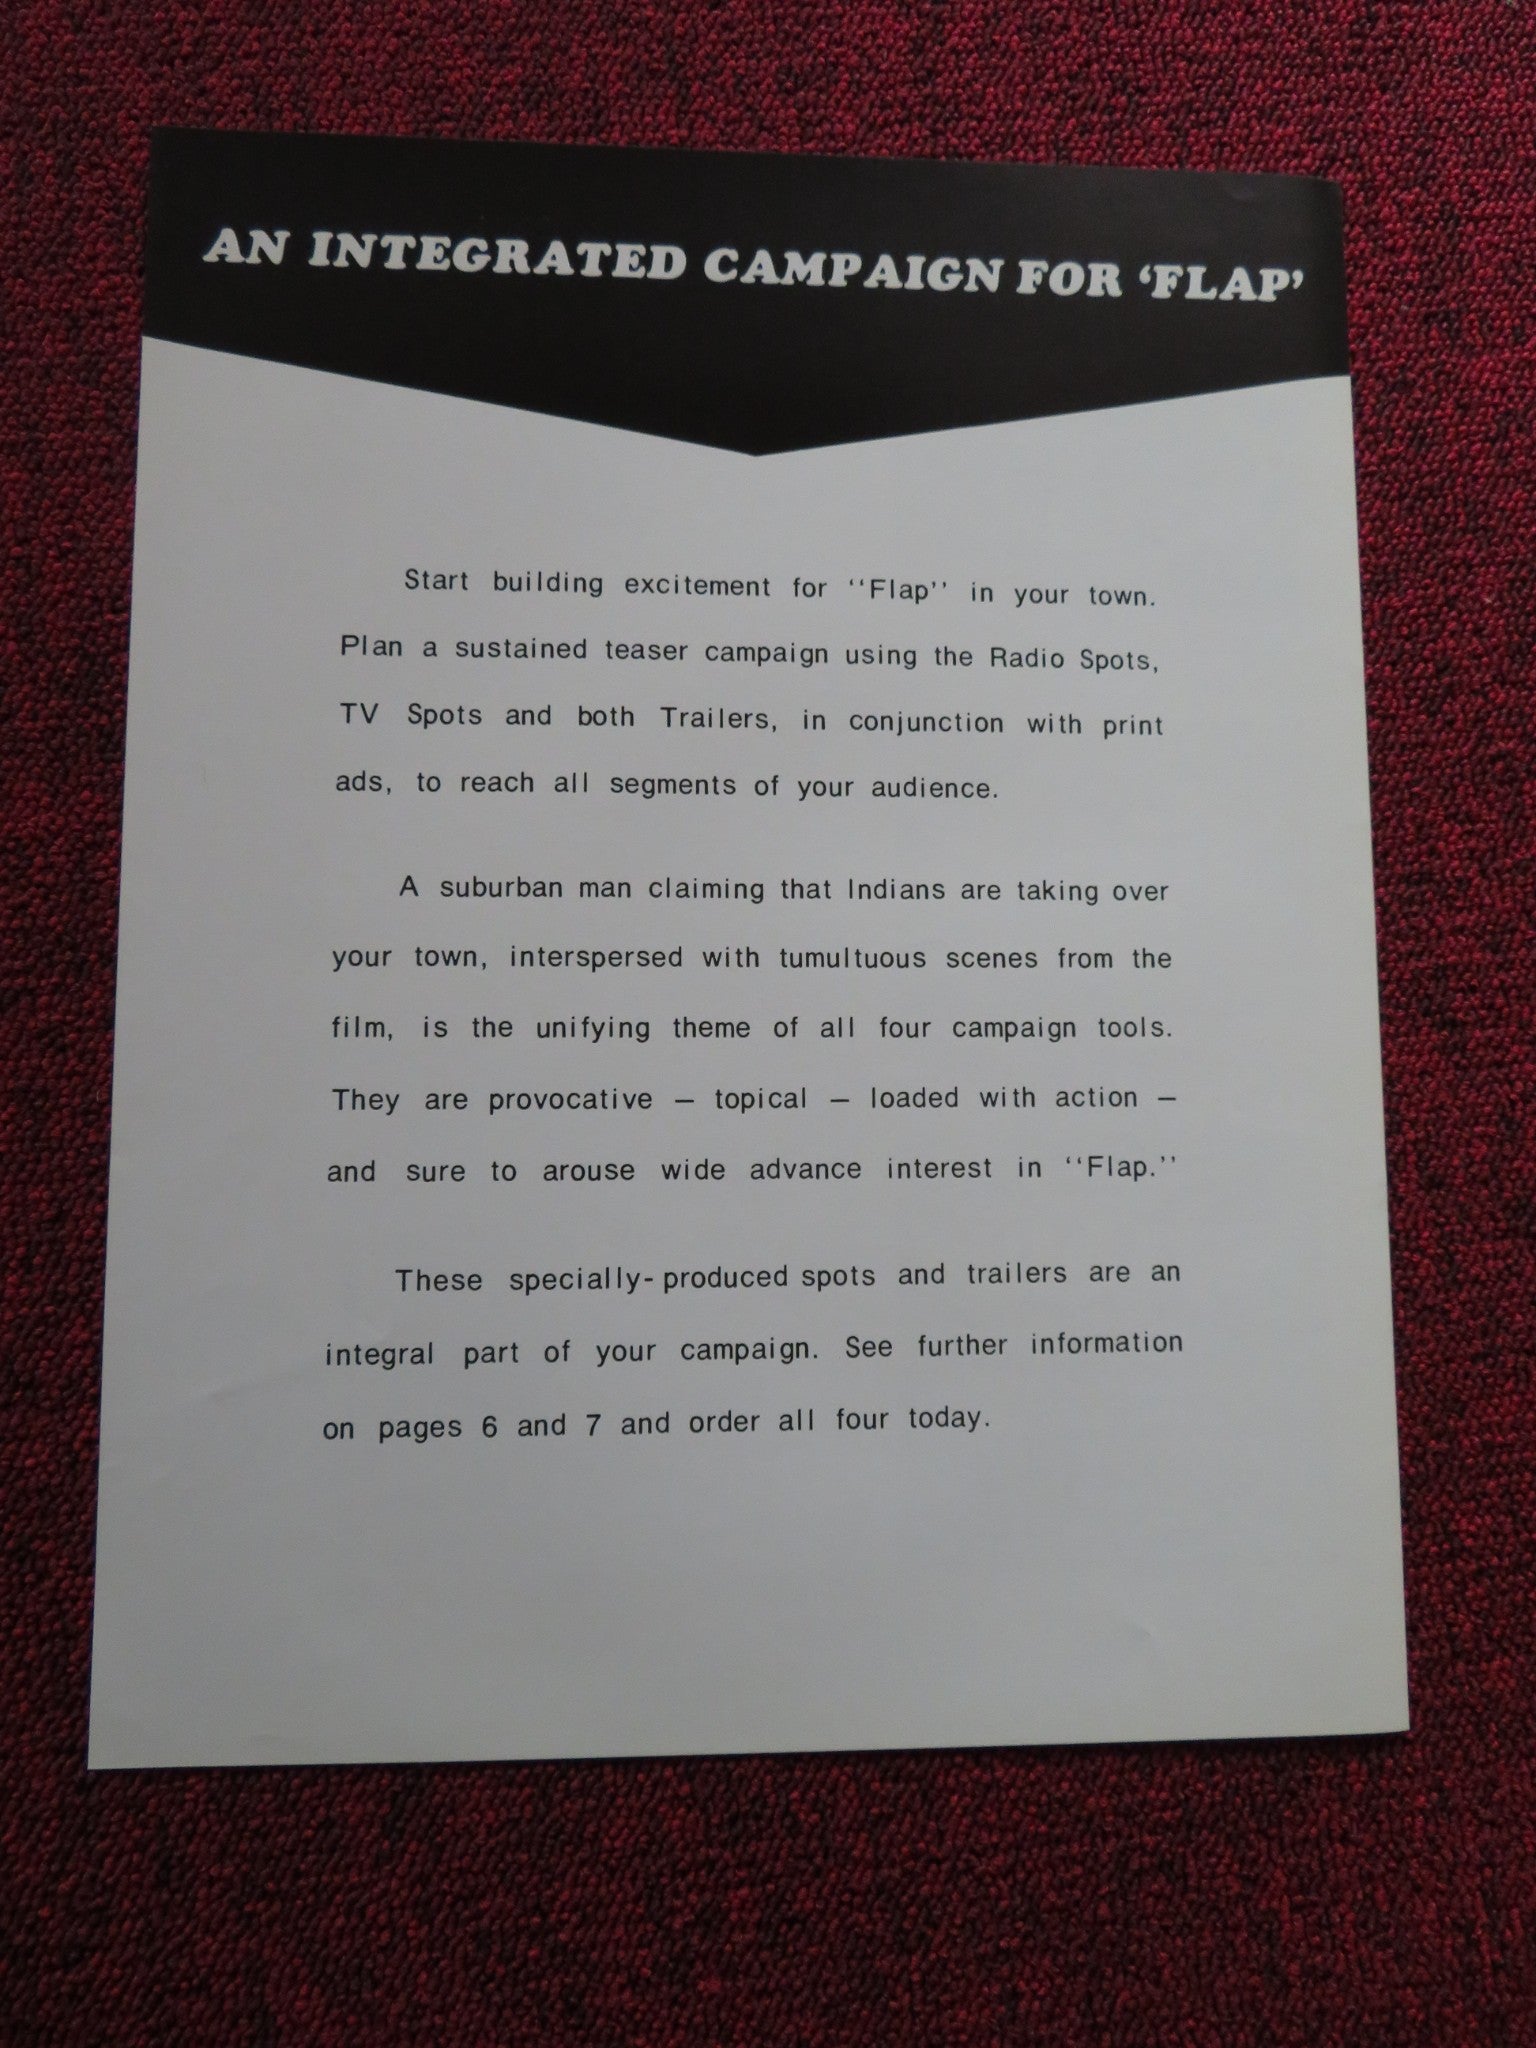 AN INTEGRATED CAMPAIGN FOR ‘FLAP’
Start building excitement for “Flap” in your town.
Plan a sustained teaser campaign using the Radio Spots,
TV Spots and both Trailers, in conjunction with print
ads, to reach all segments of your audience.
A suburban man claiming that Indians are taking over
your town, interspersed with tumultuous scenes from the
film, is the unifying theme of all four campaign tools.
They are provocative — topical — loaded with action —
and sure to arouse wide advance interest in “Flap.”
These specially-produced spots and trailers are an
integral part of your campaign. See further information
on pages 6 and 7 and order all four today.